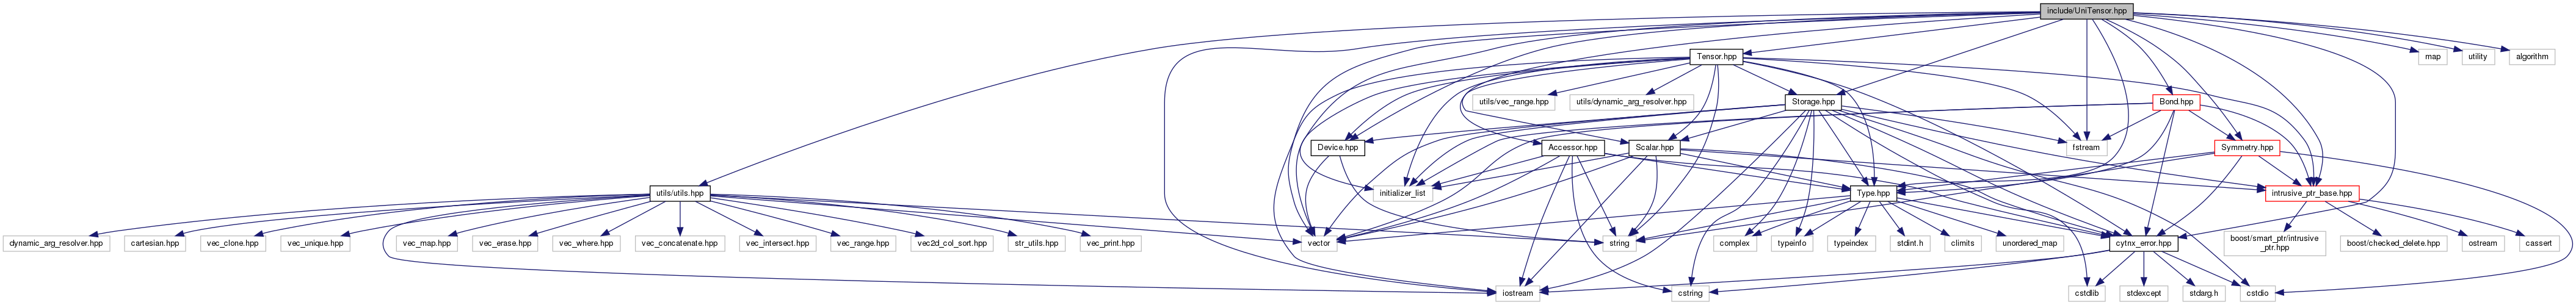 include/UniTensor.hpp
Tensor.hpp
map
utility
algorithm
utils/vec_range.hpp
utils/dynamic_arg_resolver.hpp
Storage.hpp
Bond.hpp
Device.hpp
Accessor.hpp
Scalar.hpp
fstream
Symmetry.hpp
utils/utils.hpp
initializer_list
Type.hpp
intrusive_ptr_base.hpp
dynamic_arg_resolver.hpp
cartesian.hpp
vec_clone.hpp
vec_unique.hpp
vec_map.hpp
vec_erase.hpp
vec_where.hpp
vec_concatenate.hpp
vec_intersect.hpp
vec_range.hpp
vec2d_col_sort.hpp
str_utils.hpp
vec_print.hpp
vector
string
complex
typeinfo
typeindex
stdint.h
climits
unordered_map
cytnx_error.hpp
boost/smart_ptr/intrusive
_ptr.hpp
boost/checked_delete.hpp
ostream
cassert
iostream
cstring
cstdlib
stdexcept
stdarg.h
cstdio